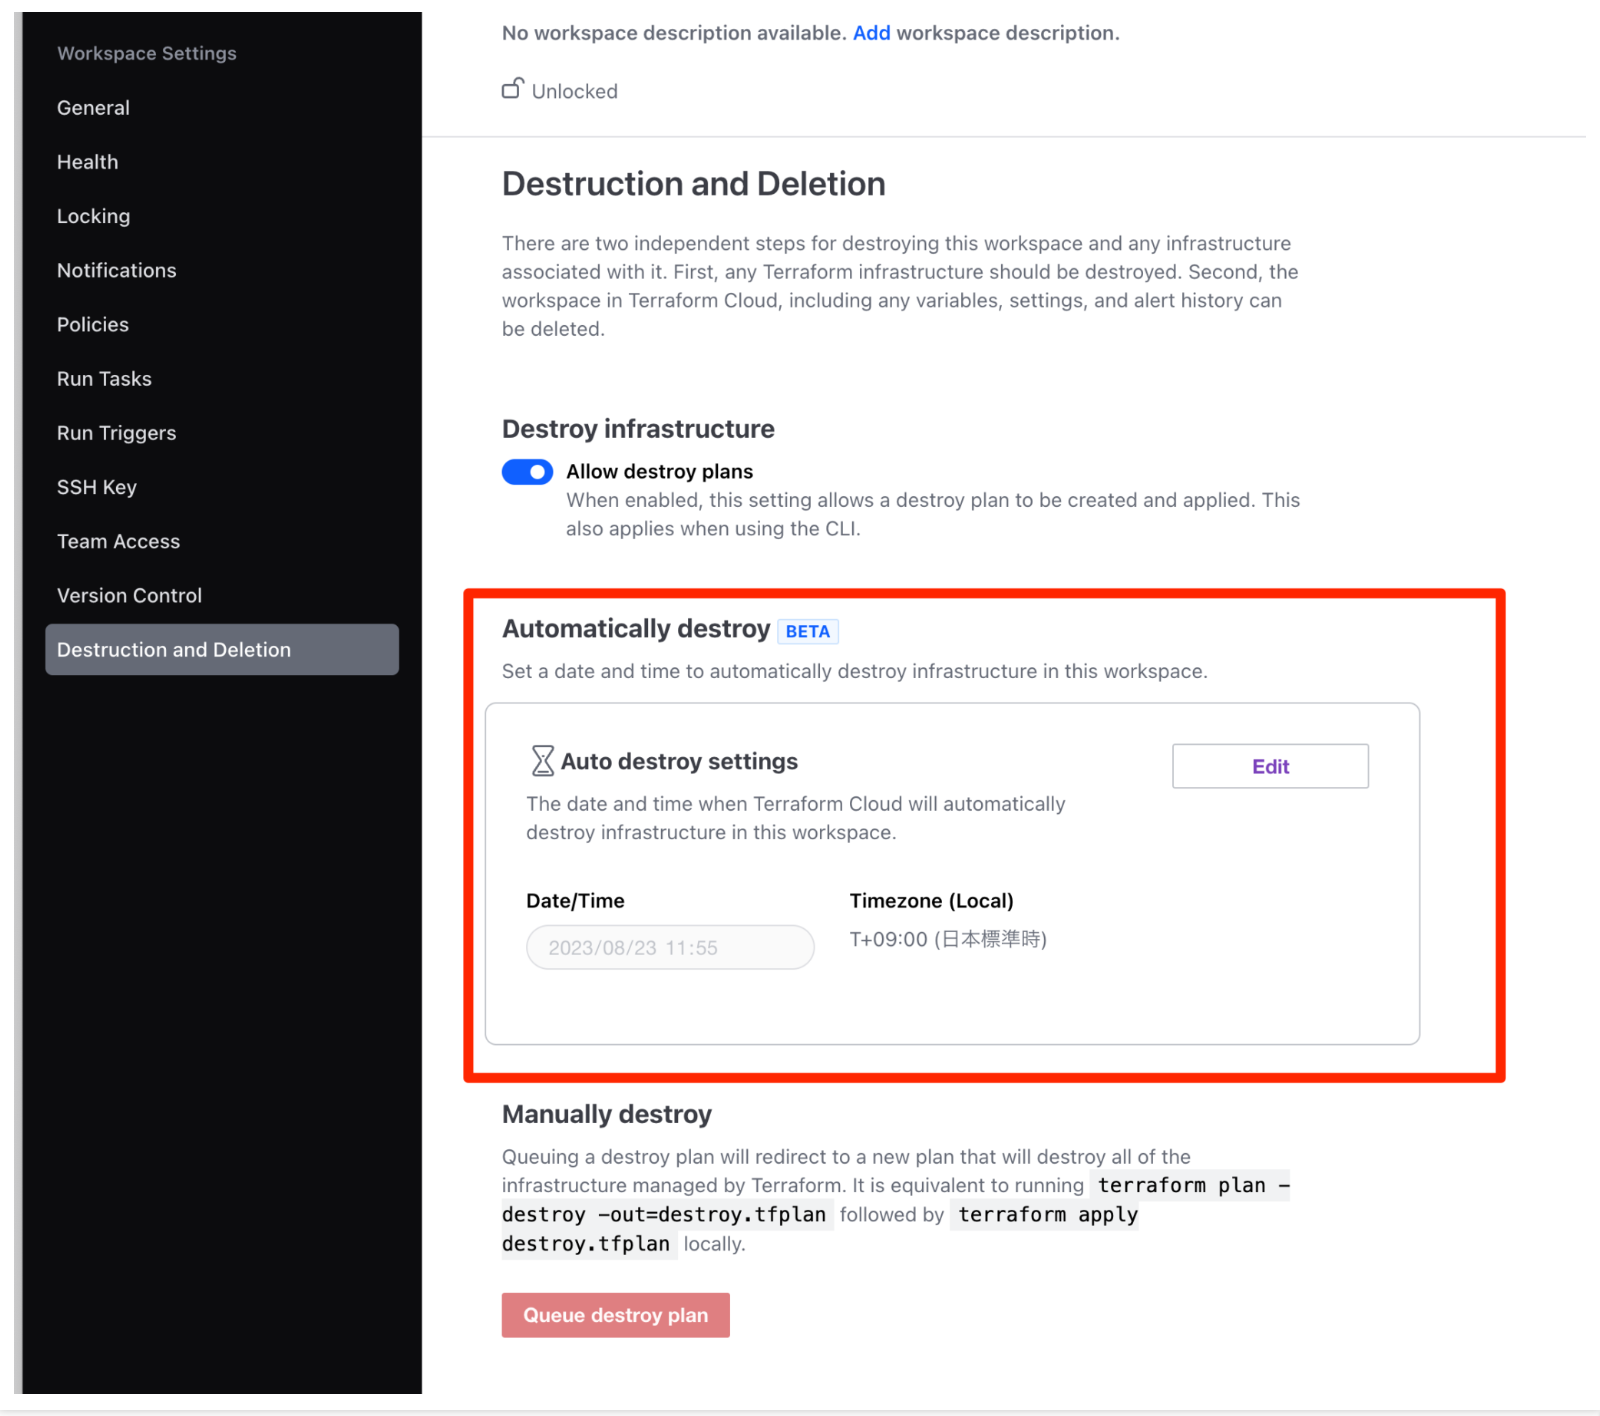 Workspace Settings
General
Health
Locking
Notifications
Policies
Run Tasks
Run Triggers
SSH Key
Team Access
Version Control
Destruction and Deletion
No workspace description available. Add workspace description.
Unlocked
Destruction and Deletion
There are two independent steps for destroying this workspace and any infrastructure
associated with it. First, any Terraform infrastructure should be destroyed. Second, the
workspace in Terraform Cloud, including any variables, settings, and alert history can
be deleted.
Destroy infrastructure
Allow destroy plans
When enabled, this setting allows a destroy plan to be created and applied. This
also applies when using the CLI.
Automatically destroy BETA
Set a date and time to automatically destroy infrastructure in this workspace.
Auto destroy settings
Edit
The date and time when Terraform Cloud will automatically
destroy infrastructure in this workspace.
Date/Time
2023/08/23 11:55
Timezone (Local)
T+09:00 (日本標準時)
Manually destroy
Queuing a destroy plan will redirect to a new plan that will destroy all of the
infrastructure managed by Terraform. It is equivalent to running terraform plan -
destroy -out=destroy.tfplan followed by terraform apply
destroy.tfplan locally.
Queue destroy plan